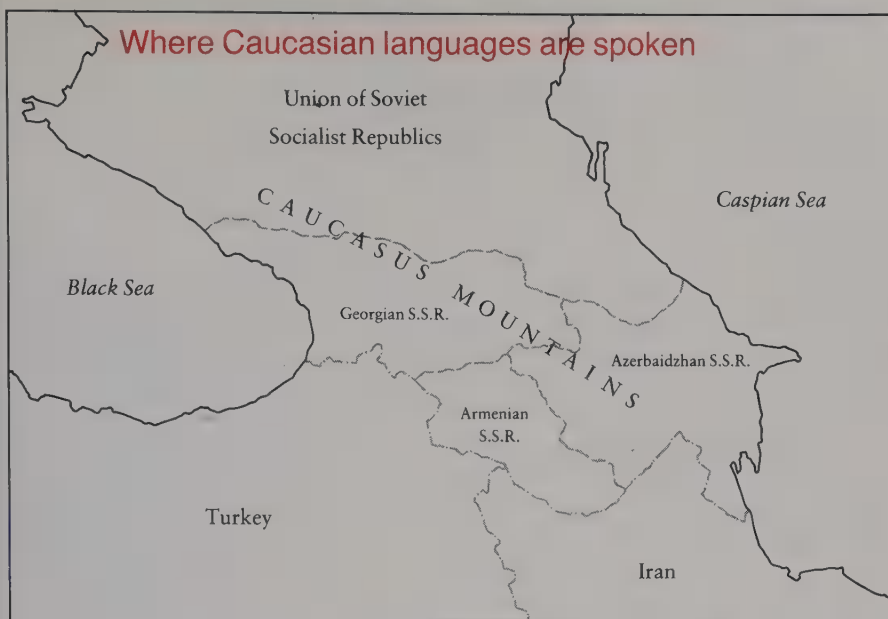 Where Caucasian languages are spoken
Union of Soviet
Socialist Republics
CAUCASUS MOUNTAINS
Caspian Sea
Black Sea
Georgian S.S.R.
Azerbaidzhan S.S.R.
Armenian
S.S.R.
Turkey
Iran